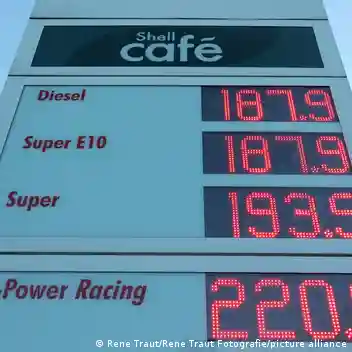 Shell
café
Diesel 187.9
Super E10 187.9
Super 193.9
-Power Racing 220.
© Rene Traut/Rene Traut Fotografie/picture alliance